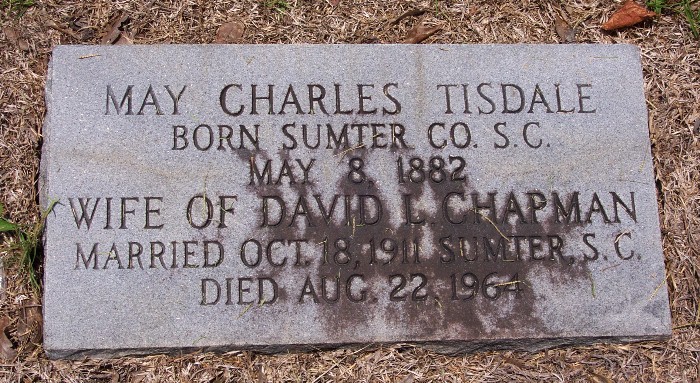 MAY CHARLES TISDALE
BORN SUMTER CO. S.C.
MAY 8, 1882
WIFE OF DAVID L. CHAPMAN
MARRIED OCT. 18, 1911 SUMTER, S.C.
DIED AUG. 22, 1964